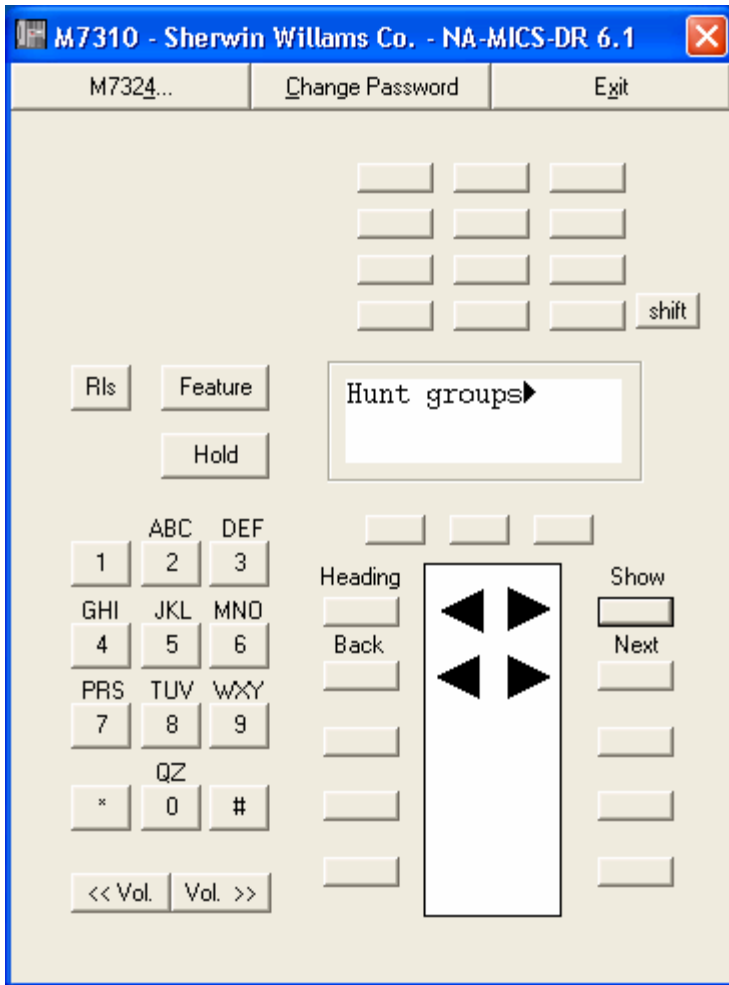 M7310 - Sherwin Willams Co. - NA-MICS-DR 6.1
M7324... Change Password Exit
shift
Rls Feature
Hunt groups
Hold
ABC DEF
1 2 3
Heading Show
GHI JKL MNO
4 5 6
Back Next
PRS TUV WXY
7 8 9
QZ
* 0 #
<< Vol. Vol. >>